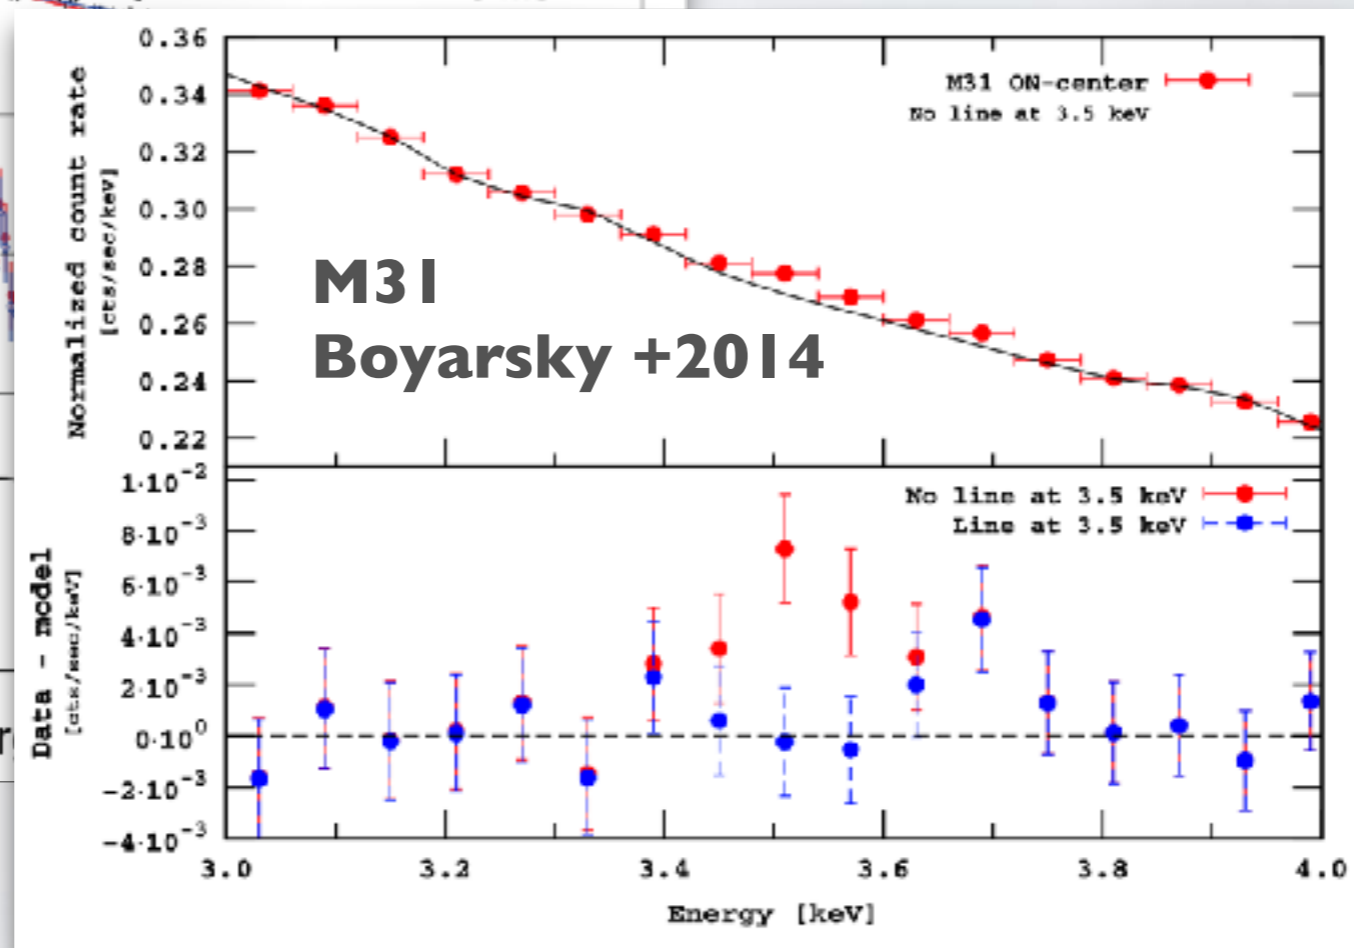 0.36
0.34
0.32
0.30
0.28
0.26
0.24
0.22
Normalized count rate
[cts/sec/keV]
M31 ON-center
No line at 3.5 keV
M31
Boyarsky +2014
1·10⁻²
8·10⁻³
6·10⁻³
4·10⁻³
2·10⁻³
0·10⁰
-2·10⁻³
-4·10⁻³
Data - model
[cts/sec/keV]
No line at 3.5 keV
Line at 3.5 keV
3.0 3.2 3.4 3.6 3.8 4.0
Energy [keV]